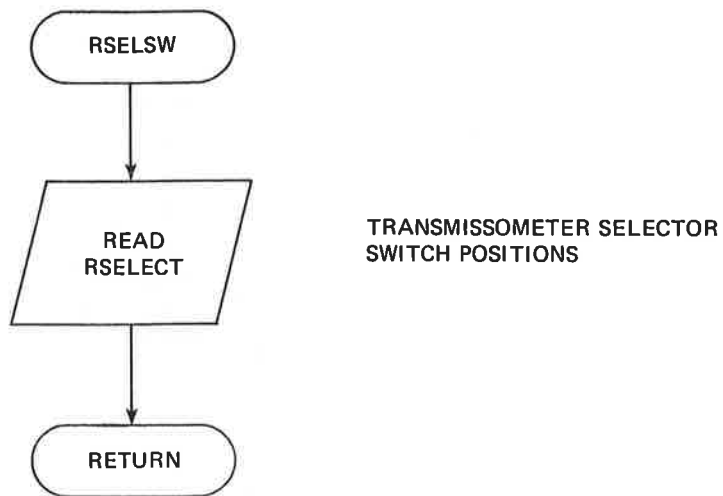 RSELSW
READ
RSELECT
TRANSMISSOMETER SELECTOR
SWITCH POSITIONS
RETURN